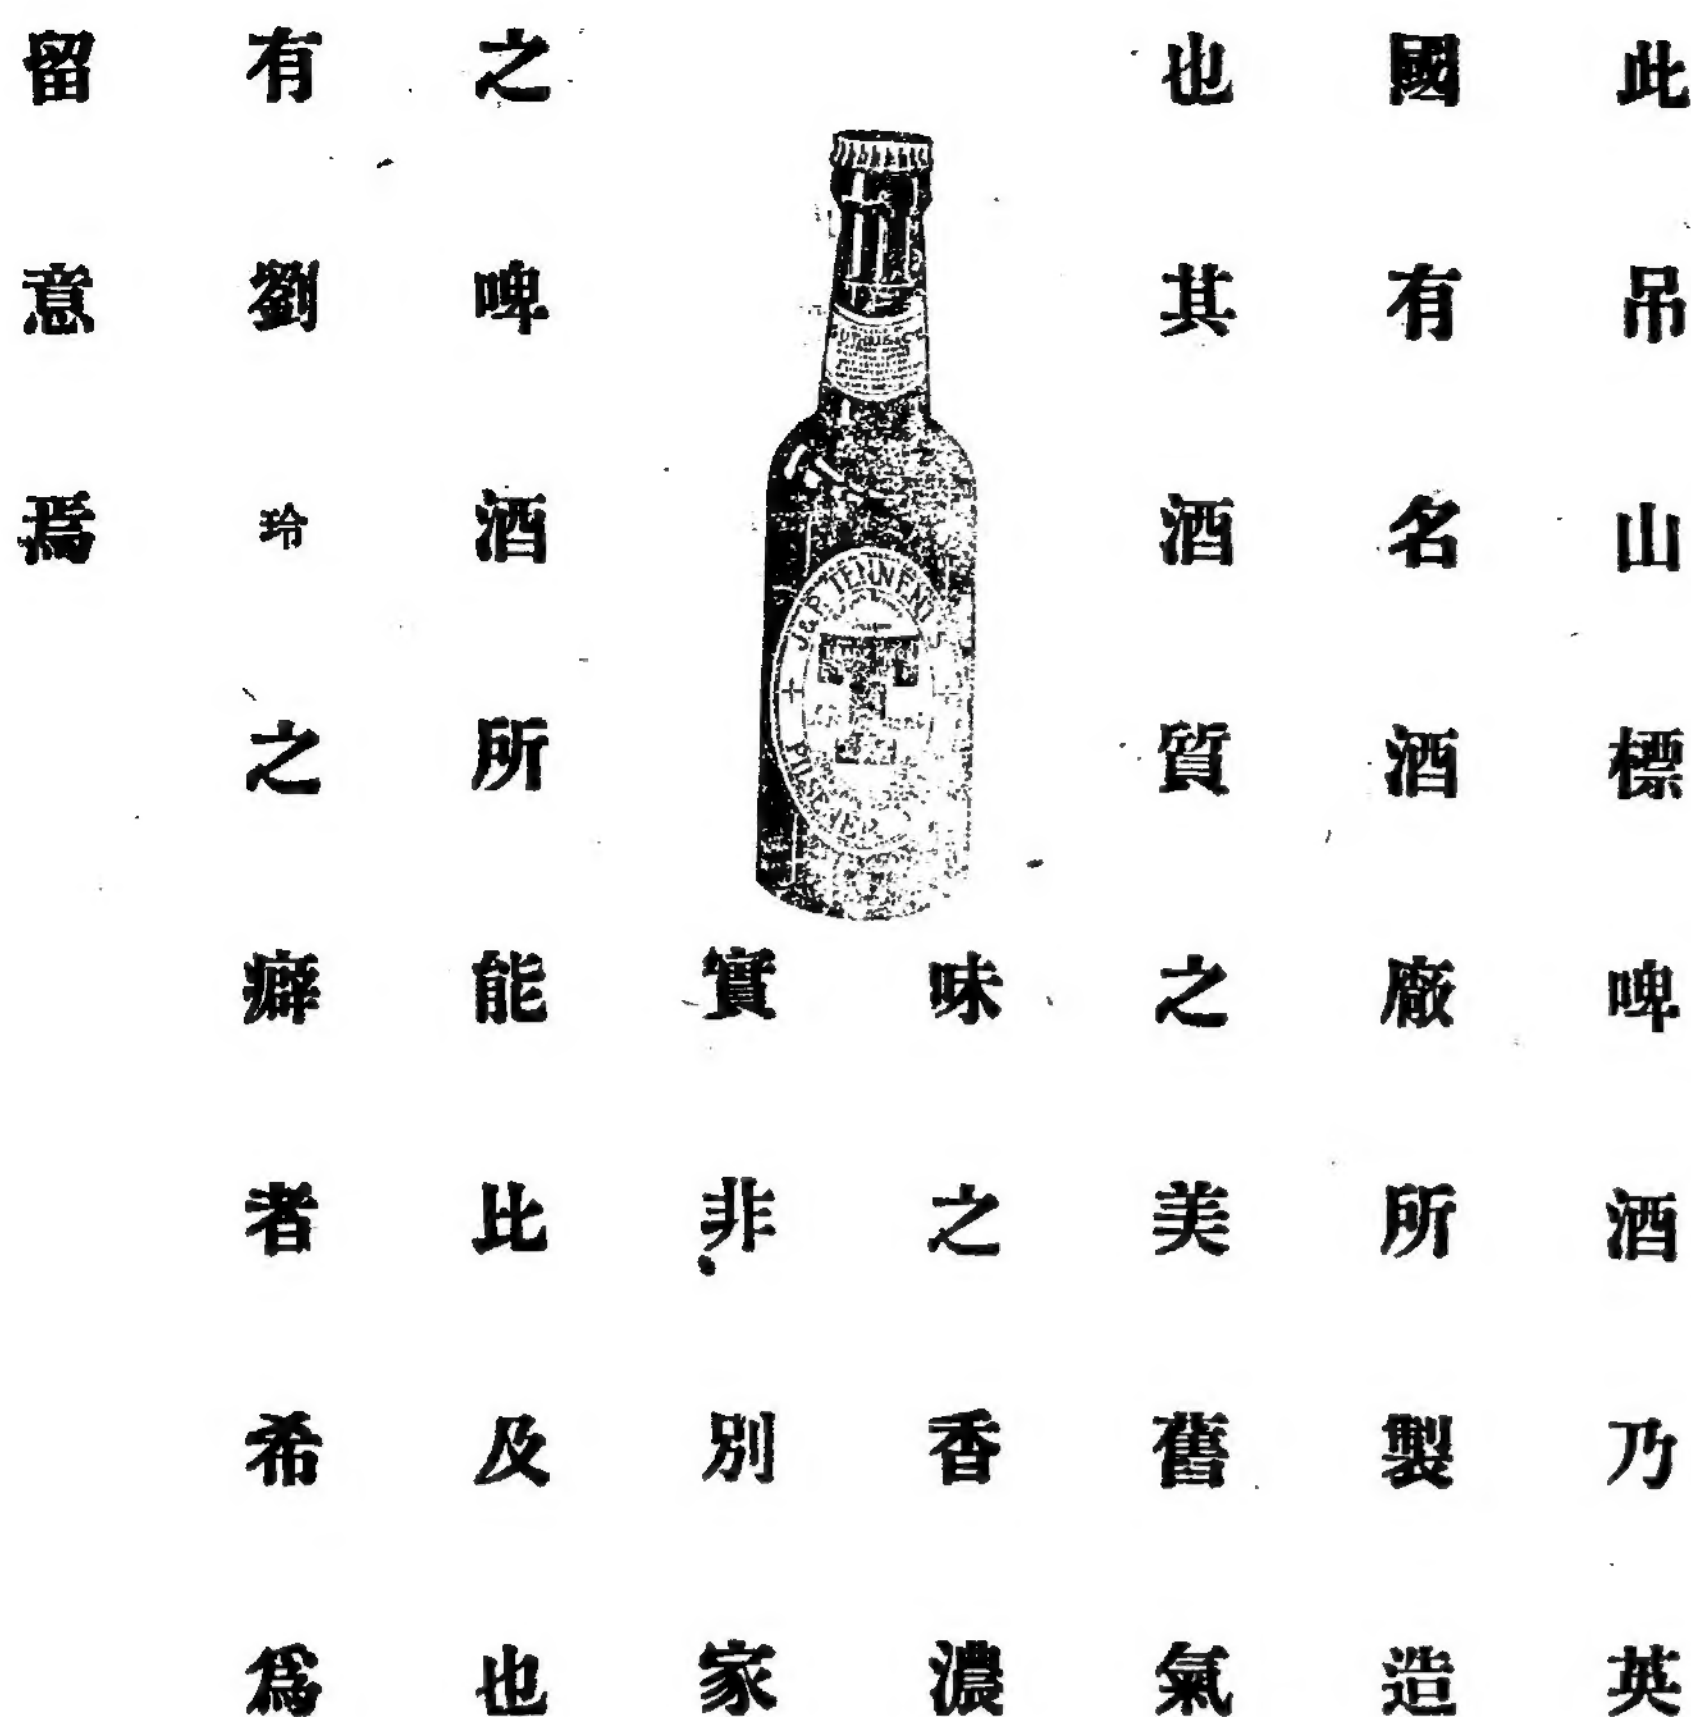 此吊山標啤酒乃英
國有名酒廠所製造
也其酒質之美舊氣
味之香濃
實非別家
之啤酒所能比及也
有劉玲之癖者希爲
留意焉
J&R TENNENT
PILSENER